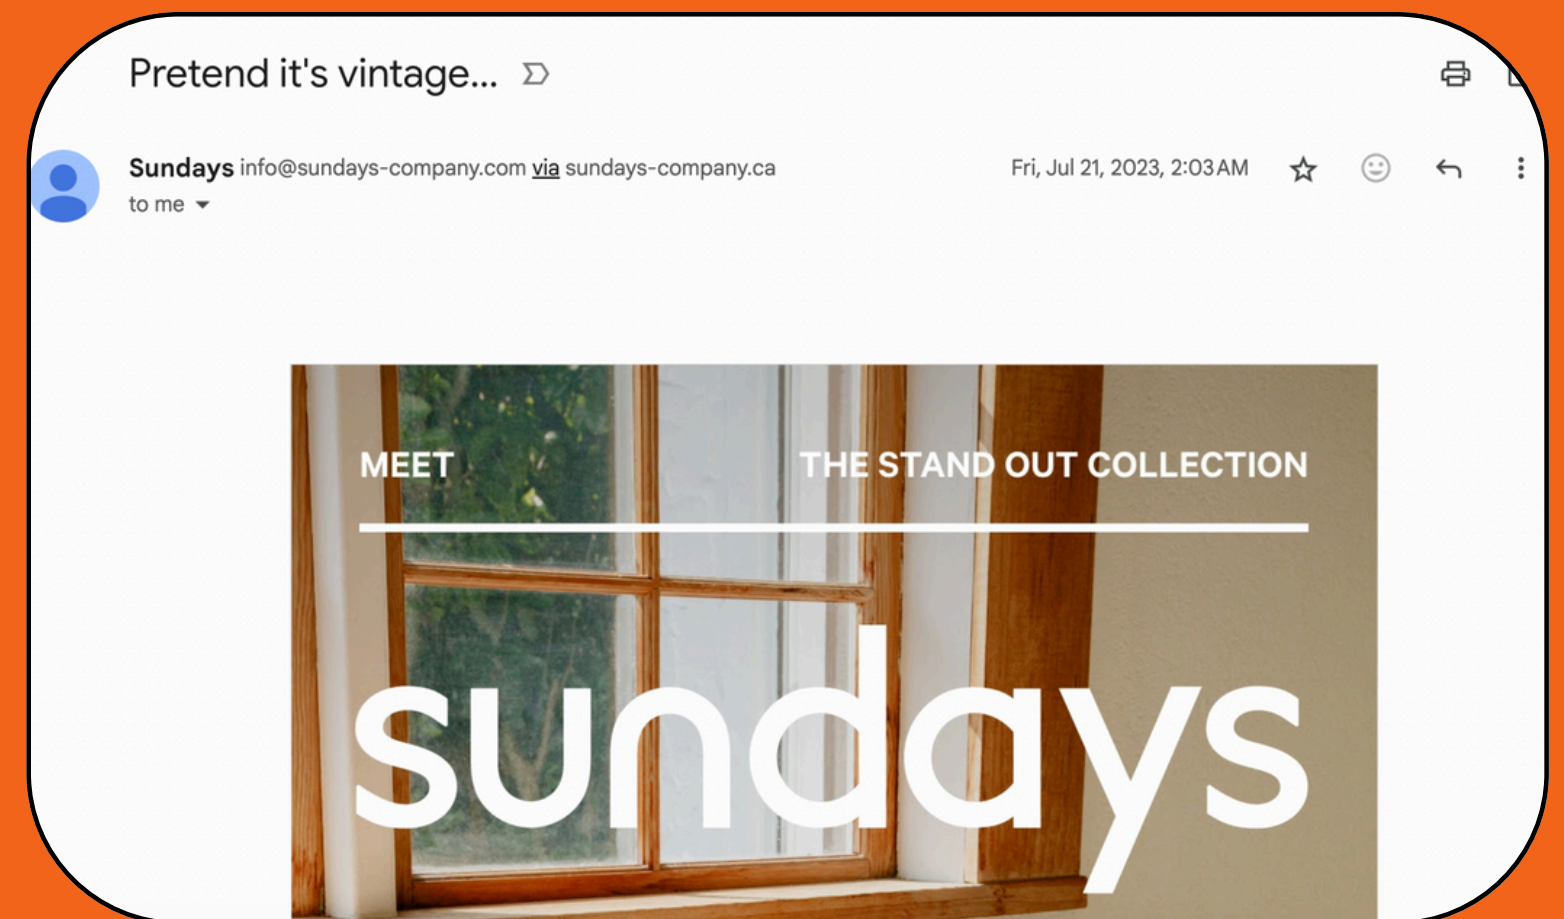 Pretend it's vintage...
Sundays info@sundays-company.com via sundays-company.ca
Fri, Jul 21, 2023, 2:03 AM
to me
MEET
THE STAND OUT COLLECTION
sundays